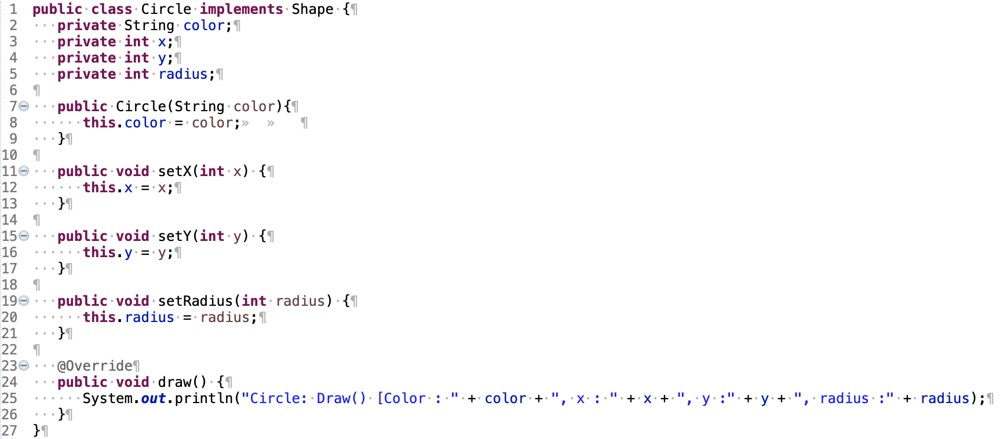 1 public class Circle implements Shape {¶
2 ···private String color;¶
3 ···private int x;¶
4 ···private int y;¶
5 ···private int radius;¶
6 ¶
7 ···public Circle(String color){¶
8 ······this.color = color;» » ¶
9 ···}¶
10 ¶
11 ···public void setX(int x) {¶
12 ······this.x = x;¶
13 ···}¶
14 ¶
15 ···public void setY(int y) {¶
16 ······this.y = y;¶
17 ···}¶
18 ¶
19 ···public void setRadius(int radius) {¶
20 ······this.radius = radius;¶
21 ···}¶
22 ¶
23 ···@Override¶
24 ···public void draw() {¶
25 ······System.out.println("Circle: Draw() [Color : " + color + ", x : " + x + ", y :" + y + ", radius :" + radius);¶
26 ···}¶
27 }¶